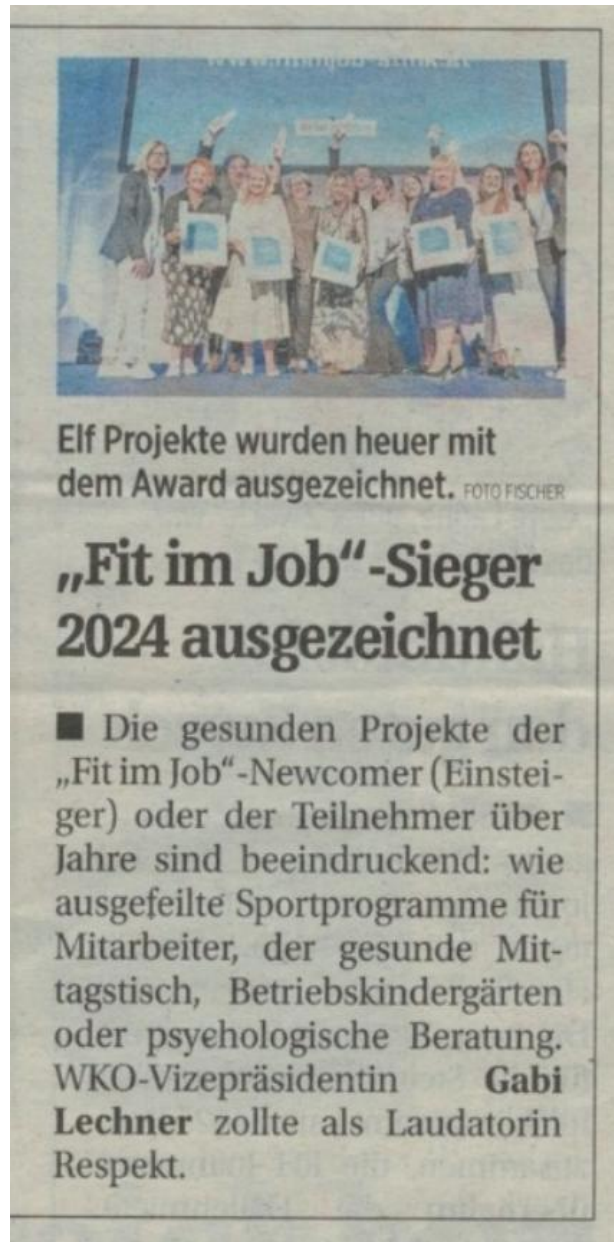 Elf Projekte wurden heuer mit
dem Award ausgezeichnet. FOTO FISCHER
„Fit im Job“-Sieger
2024 ausgezeichnet
■ Die gesunden Projekte der
„Fit im Job“-Newcomer (Einstei-
ger) oder der Teilnehmer über
Jahre sind beeindruckend: wie
ausgefeilte Sportprogramme für
Mitarbeiter, der gesunde Mit-
tagstisch, Betriebskindergärten
oder psychologische Beratung.
WKO-Vizepräsidentin Gabi
Lechner zollte als Laudatorin
Respekt.